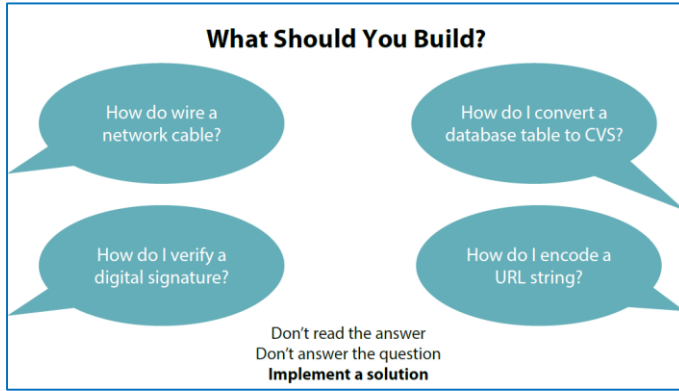 What Should You Build?
How do wire a
network cable?
How do I convert a
database table to CVS?
How do I verify a
digital signature?
How do I encode a
URL string?
Don't read the answer
Don't answer the question
Implement a solution